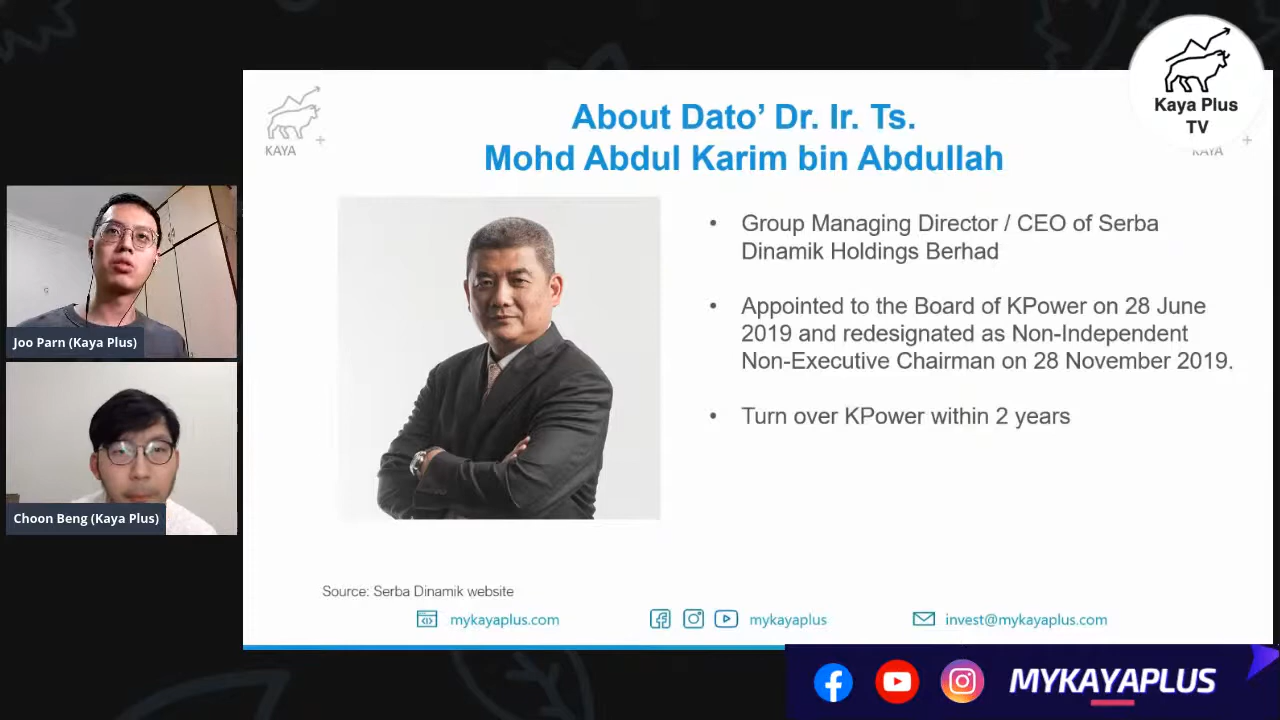 Kaya Plus
TV
KAYA
KAYA
About Dato’ Dr. Ir. Ts.
Mohd Abdul Karim bin Abdullah
• Group Managing Director / CEO of Serba
Dinamik Holdings Berhad
• Appointed to the Board of KPower on 28 June
2019 and redesignated as Non-Independent
Non-Executive Chairman on 28 November 2019.
• Turn over KPower within 2 years
Joo Parn (Kaya Plus)
Choon Beng (Kaya Plus)
Source: Serba Dinamik website
mykayaplus.com
mykayaplus
invest@mykayaplus.com
MYKAYAPLUS